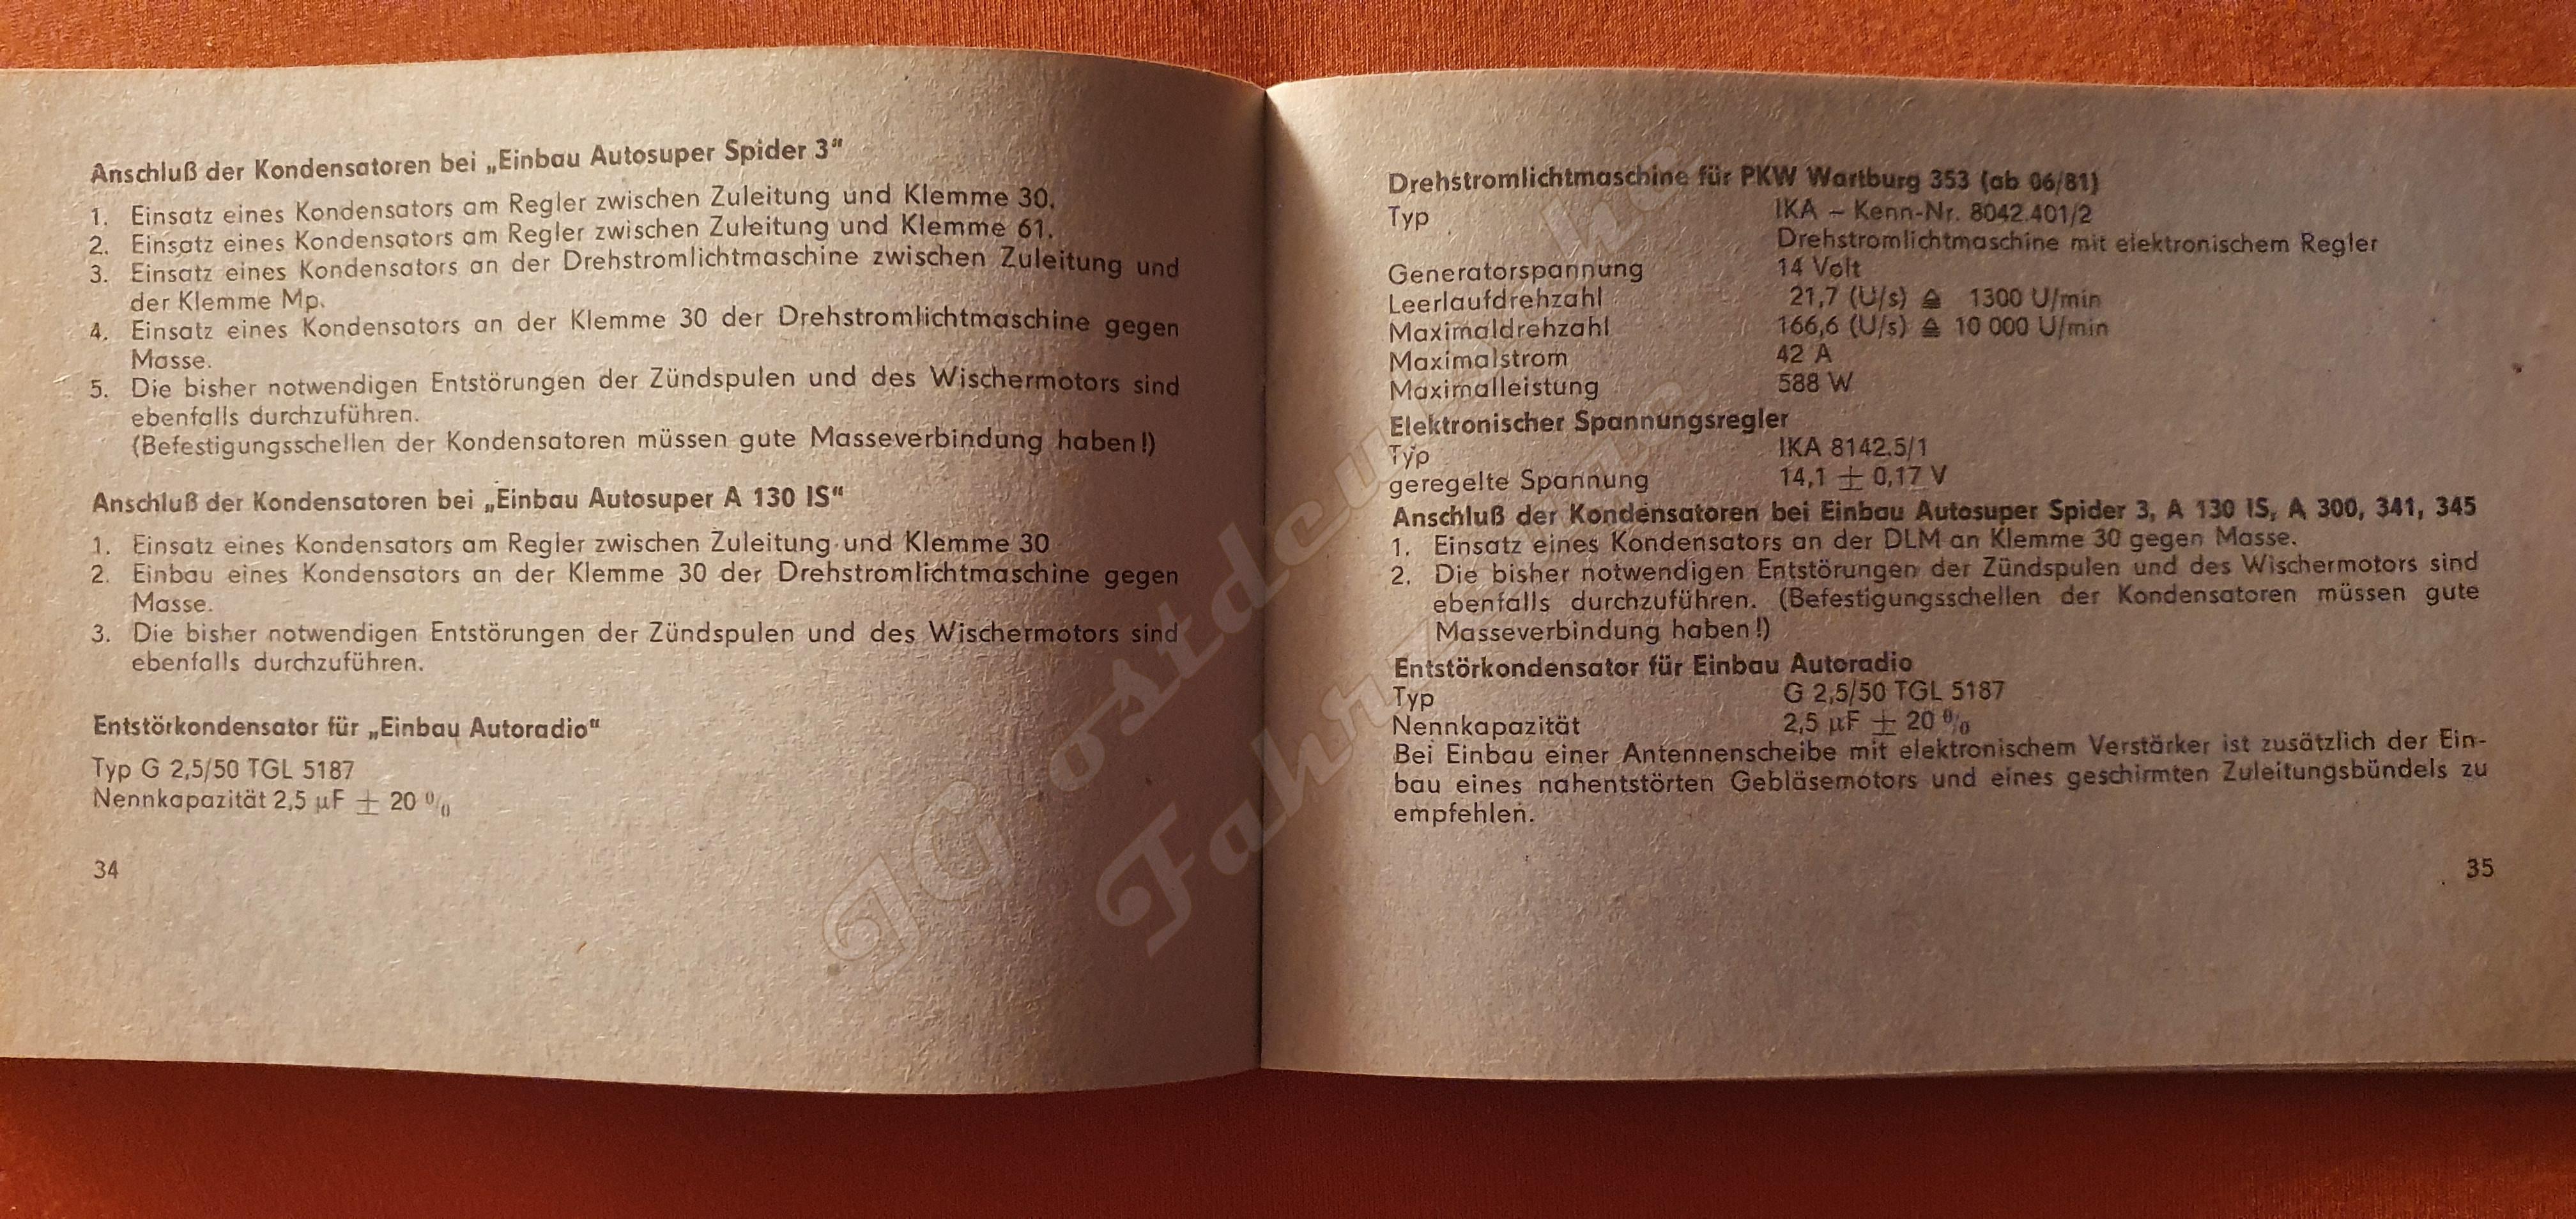 Anschluß der Kondensatoren bei „Einbau Autosuper Spider 3“
1. Einsatz eines Kondensators am Regler zwischen Zuleitung und Klemme 30.
2. Einsatz eines Kondensators am Regler zwischen Zuleitung und Klemme 61.
3. Einsatz eines Kondensators an der Drehstromlichtmaschine zwischen Zuleitung und
der Klemme Mp.
4. Einsatz eines Kondensators an der Klemme 30 der Drehstromlichtmaschine gegen
Masse.
5. Die bisher notwendigen Entstörungen der Zündspulen und des Wischermotors sind
ebenfalls durchzuführen.
(Befestigungsschellen der Kondensatoren müssen gute Masseverbindung haben!)
Anschluß der Kondensatoren bei „Einbau Autosuper A 130 IS“
1. Einsatz eines Kondensators am Regler zwischen Zuleitung und Klemme 30
2. Einbau eines Kondensators an der Klemme 30 der Drehstromlichtmaschine gegen
Masse.
3. Die bisher notwendigen Entstörungen der Zündspulen und des Wischermotors sind
ebenfalls durchzuführen.
Entstörkondensator für „Einbau Autoradio“
Typ G 2,5/50 TGL 5187
Nennkapazität 2,5 µF ± 20 %
34
Drehstromlichtmaschine für PKW Wartburg 353 (ab 06/81)
Typ IKA – Kenn-Nr. 8042.401/2
Drehstromlichtmaschine mit elektronischem Regler
Generatorspannung 14 Volt
Leerlaufdrehzahl 21,7 (U/s) ≙ 1300 U/min
Maximaldrehzahl 166,6 (U/s) ≙ 10 000 U/min
Maximalstrom 42 A
Maximalleistung 588 W
Elektronischer Spannungsregler
Typ IKA 8142.5/1
geregelte Spannung 14,1 ± 0,17 V
Anschluß der Kondensatoren bei Einbau Autosuper Spider 3, A 130 IS, A 300, 341, 345
1. Einsatz eines Kondensators an der DLM an Klemme 30 gegen Masse.
2. Die bisher notwendigen Entstörungen der Zündspulen und des Wischermotors sind
ebenfalls durchzuführen. (Befestigungsschellen der Kondensatoren müssen gute
Masseverbindung haben!)
Entstörkondensator für Einbau Autoradio
Typ G 2,5/50 TGL 5187
Nennkapazität 2,5 µF ± 20 %
Bei Einbau einer Antennenscheibe mit elektronischem Verstärker ist zusätzlich der Ein-
bau eines nahentstörten Gebläsemotors und eines geschirmten Zuleitungsbündels zu
empfehlen.
35